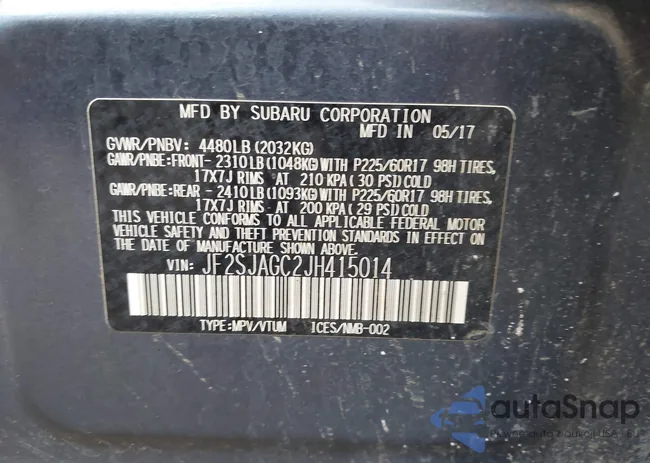 MFD BY SUBARU CORPORATION
MFD IN 05/17
GVWR/PNBV: 4480LB(2032KG)
GAWR/PNBE:FRONT-2310LB(1048KG)WITH P225/60R17 98H TIRES,
17X7J RIMS AT 210 KPA(30 PSI)COLD
GAWR/PNBE:REAR -2410LB(1093KG)WITH P225/60R17 98H TIRES,
17X7J RIMS AT 200 KPA(29 PSI)COLD
THIS VEHICLE CONFORMS TO ALL APPLICABLE FEDERAL MOTOR
VEHICLE SAFETY AND THEFT PREVENTION STANDARDS IN EFFECT ON
THE DATE OF MANUFACTURE SHOWN ABOVE.
VIN: JF2SJAGC2JH415014
TYPE:MPV/VTUM ICES/NMB-002
autaSnap